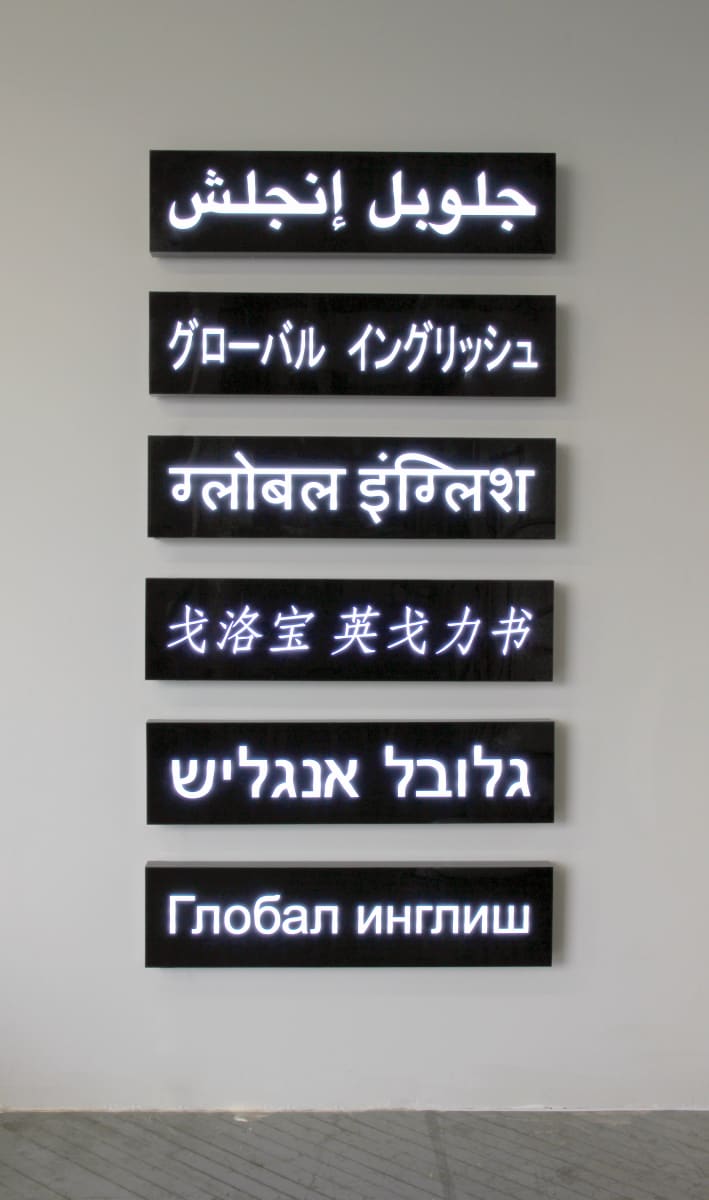 جلوبل إنجلش
グローバル イングリッシュ
ग्लोबल इंग्लिश
戈洛宝 英戈力书
גלובל אנגליש
Глобал инглиш